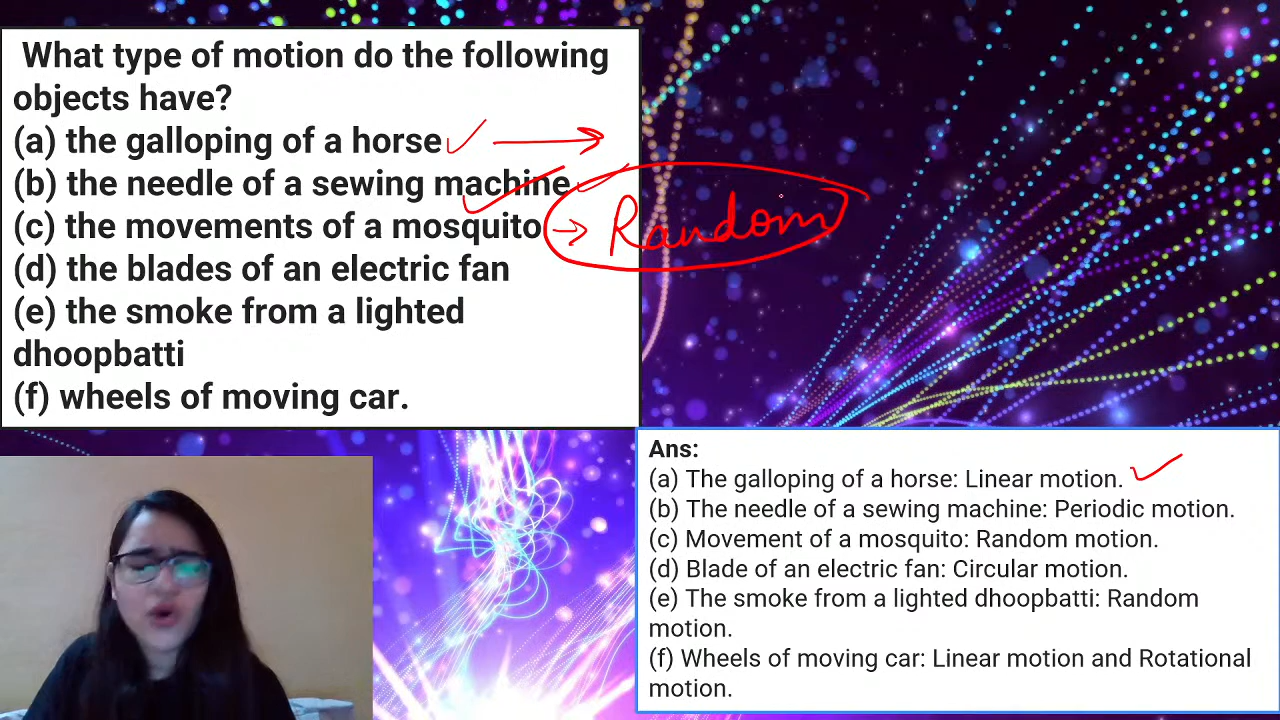 What type of motion do the following
objects have?
(a) the galloping of a horse
(b) the needle of a sewing machine
(c) the movements of a mosquito → Random
(d) the blades of an electric fan
(e) the smoke from a lighted
dhoopbatti
(f) wheels of moving car.
Ans:
(a) The galloping of a horse: Linear motion.
(b) The needle of a sewing machine: Periodic motion.
(c) Movement of a mosquito: Random motion.
(d) Blade of an electric fan: Circular motion.
(e) The smoke from a lighted dhoopbatti: Random
motion.
(f) Wheels of moving car: Linear motion and Rotational
motion.